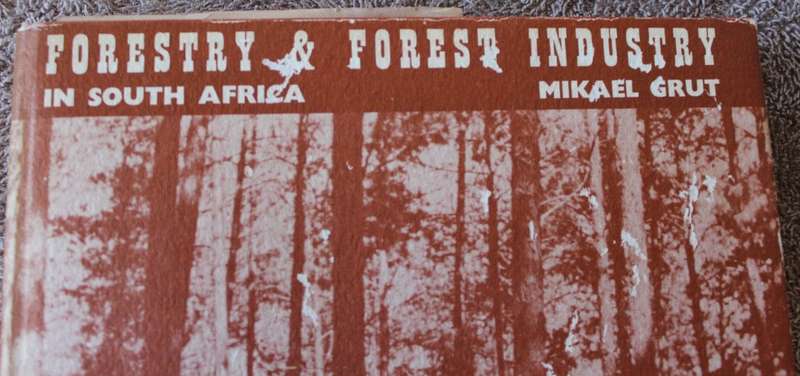 FORESTRY & FOREST INDUSTRY
IN SOUTH AFRICA
MIKAEL GRUT